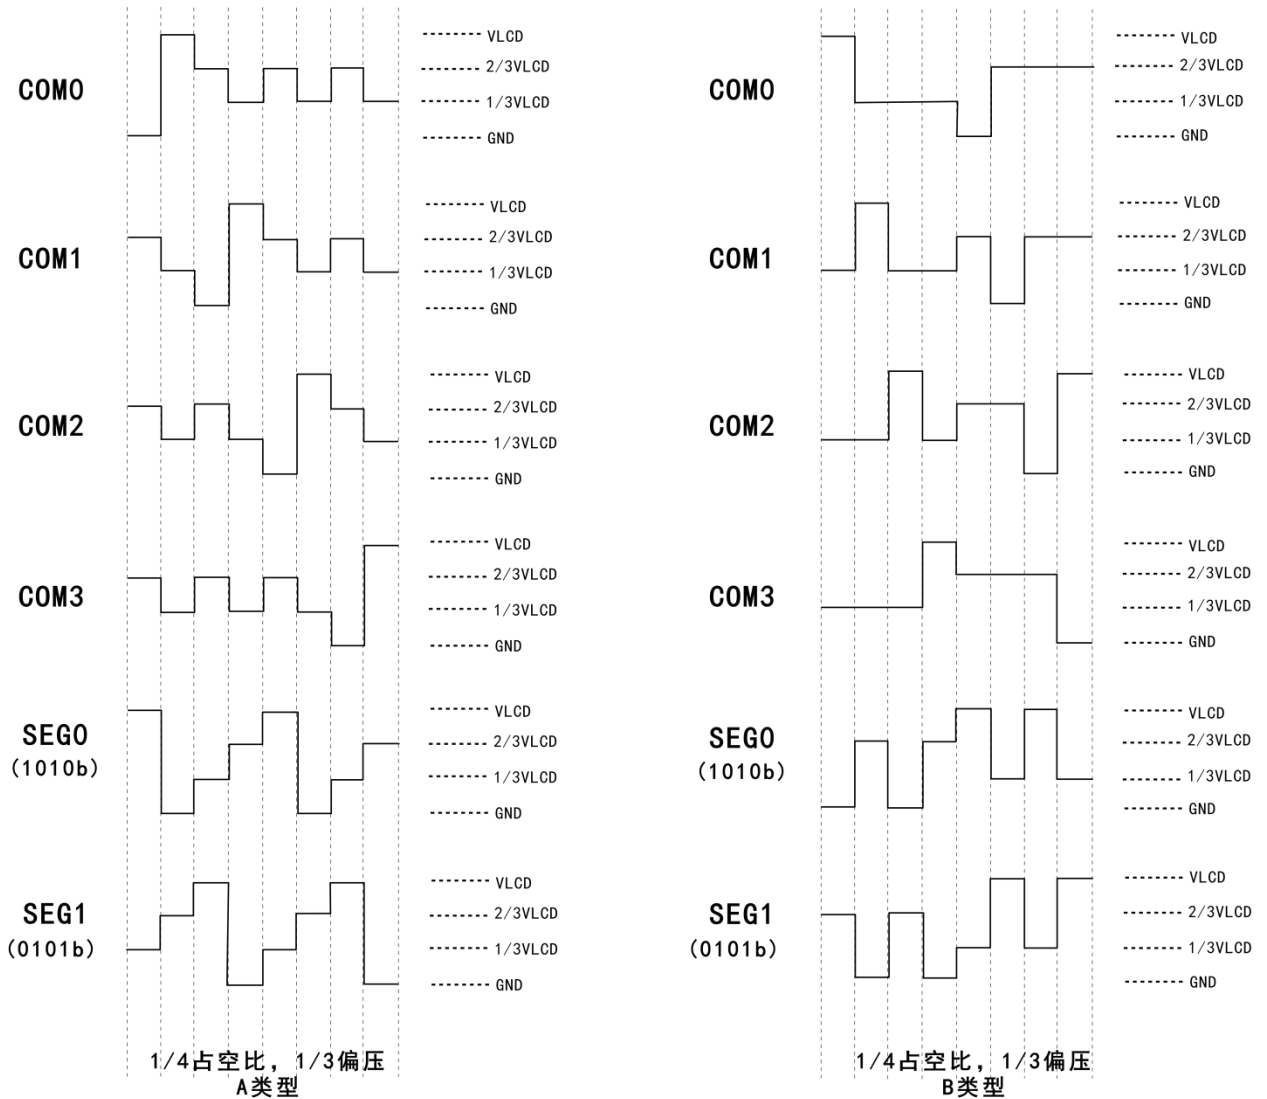 COM0
VLCD
2/3VLCD
1/3VLCD
GND
COM1
VLCD
2/3VLCD
1/3VLCD
GND
COM2
VLCD
2/3VLCD
1/3VLCD
GND
COM3
VLCD
2/3VLCD
1/3VLCD
GND
SEG0
(1010b)
VLCD
2/3VLCD
1/3VLCD
GND
SEG1
(0101b)
VLCD
2/3VLCD
1/3VLCD
GND
1/4占空比，1/3偏压
A类型
COM0
VLCD
2/3VLCD
1/3VLCD
GND
COM1
VLCD
2/3VLCD
1/3VLCD
GND
COM2
VLCD
2/3VLCD
1/3VLCD
GND
COM3
VLCD
2/3VLCD
1/3VLCD
GND
SEG0
(1010b)
VLCD
2/3VLCD
1/3VLCD
GND
SEG1
(0101b)
VLCD
2/3VLCD
1/3VLCD
GND
1/4占空比，1/3偏压
B类型